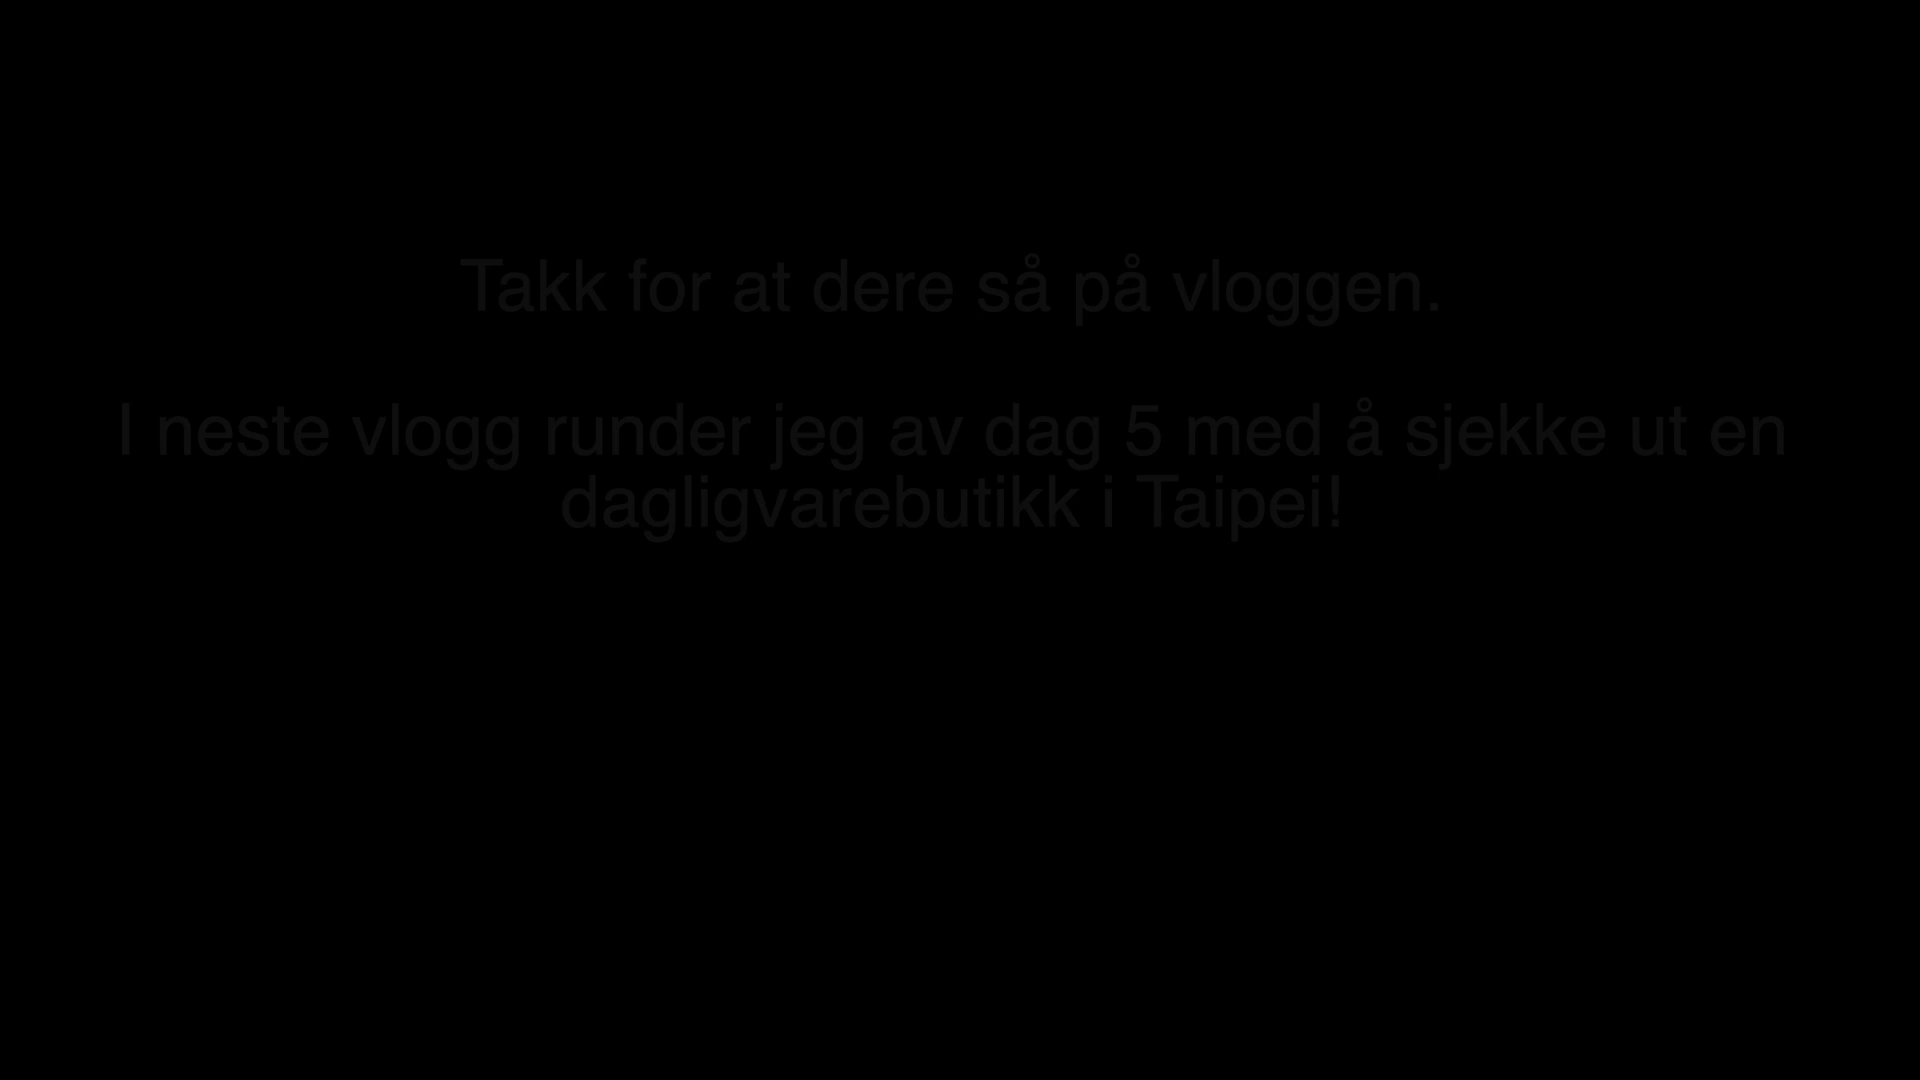 Takk for at dere så på vloggen.
I neste vlogg runder jeg av dag 5 med å sjekke ut en
dagligvarebutikk i Taipei!